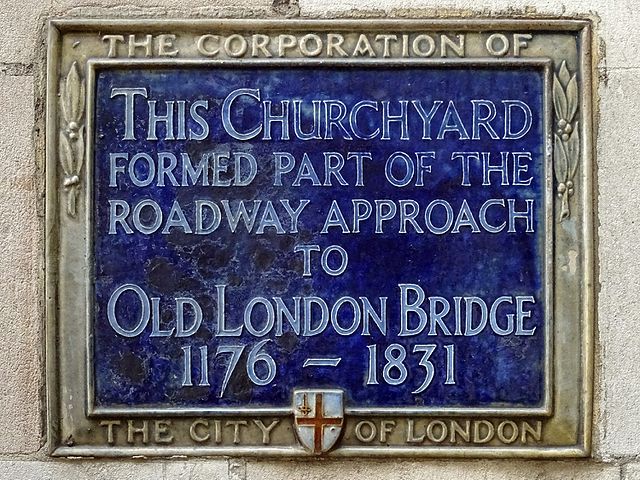 THE CORPORATION OF
THIS CHURCHYARD
FORMED PART OF THE
ROADWAY APPROACH
TO
OLD LONDON BRIDGE
1176 – 1831
THE CITY OF LONDON